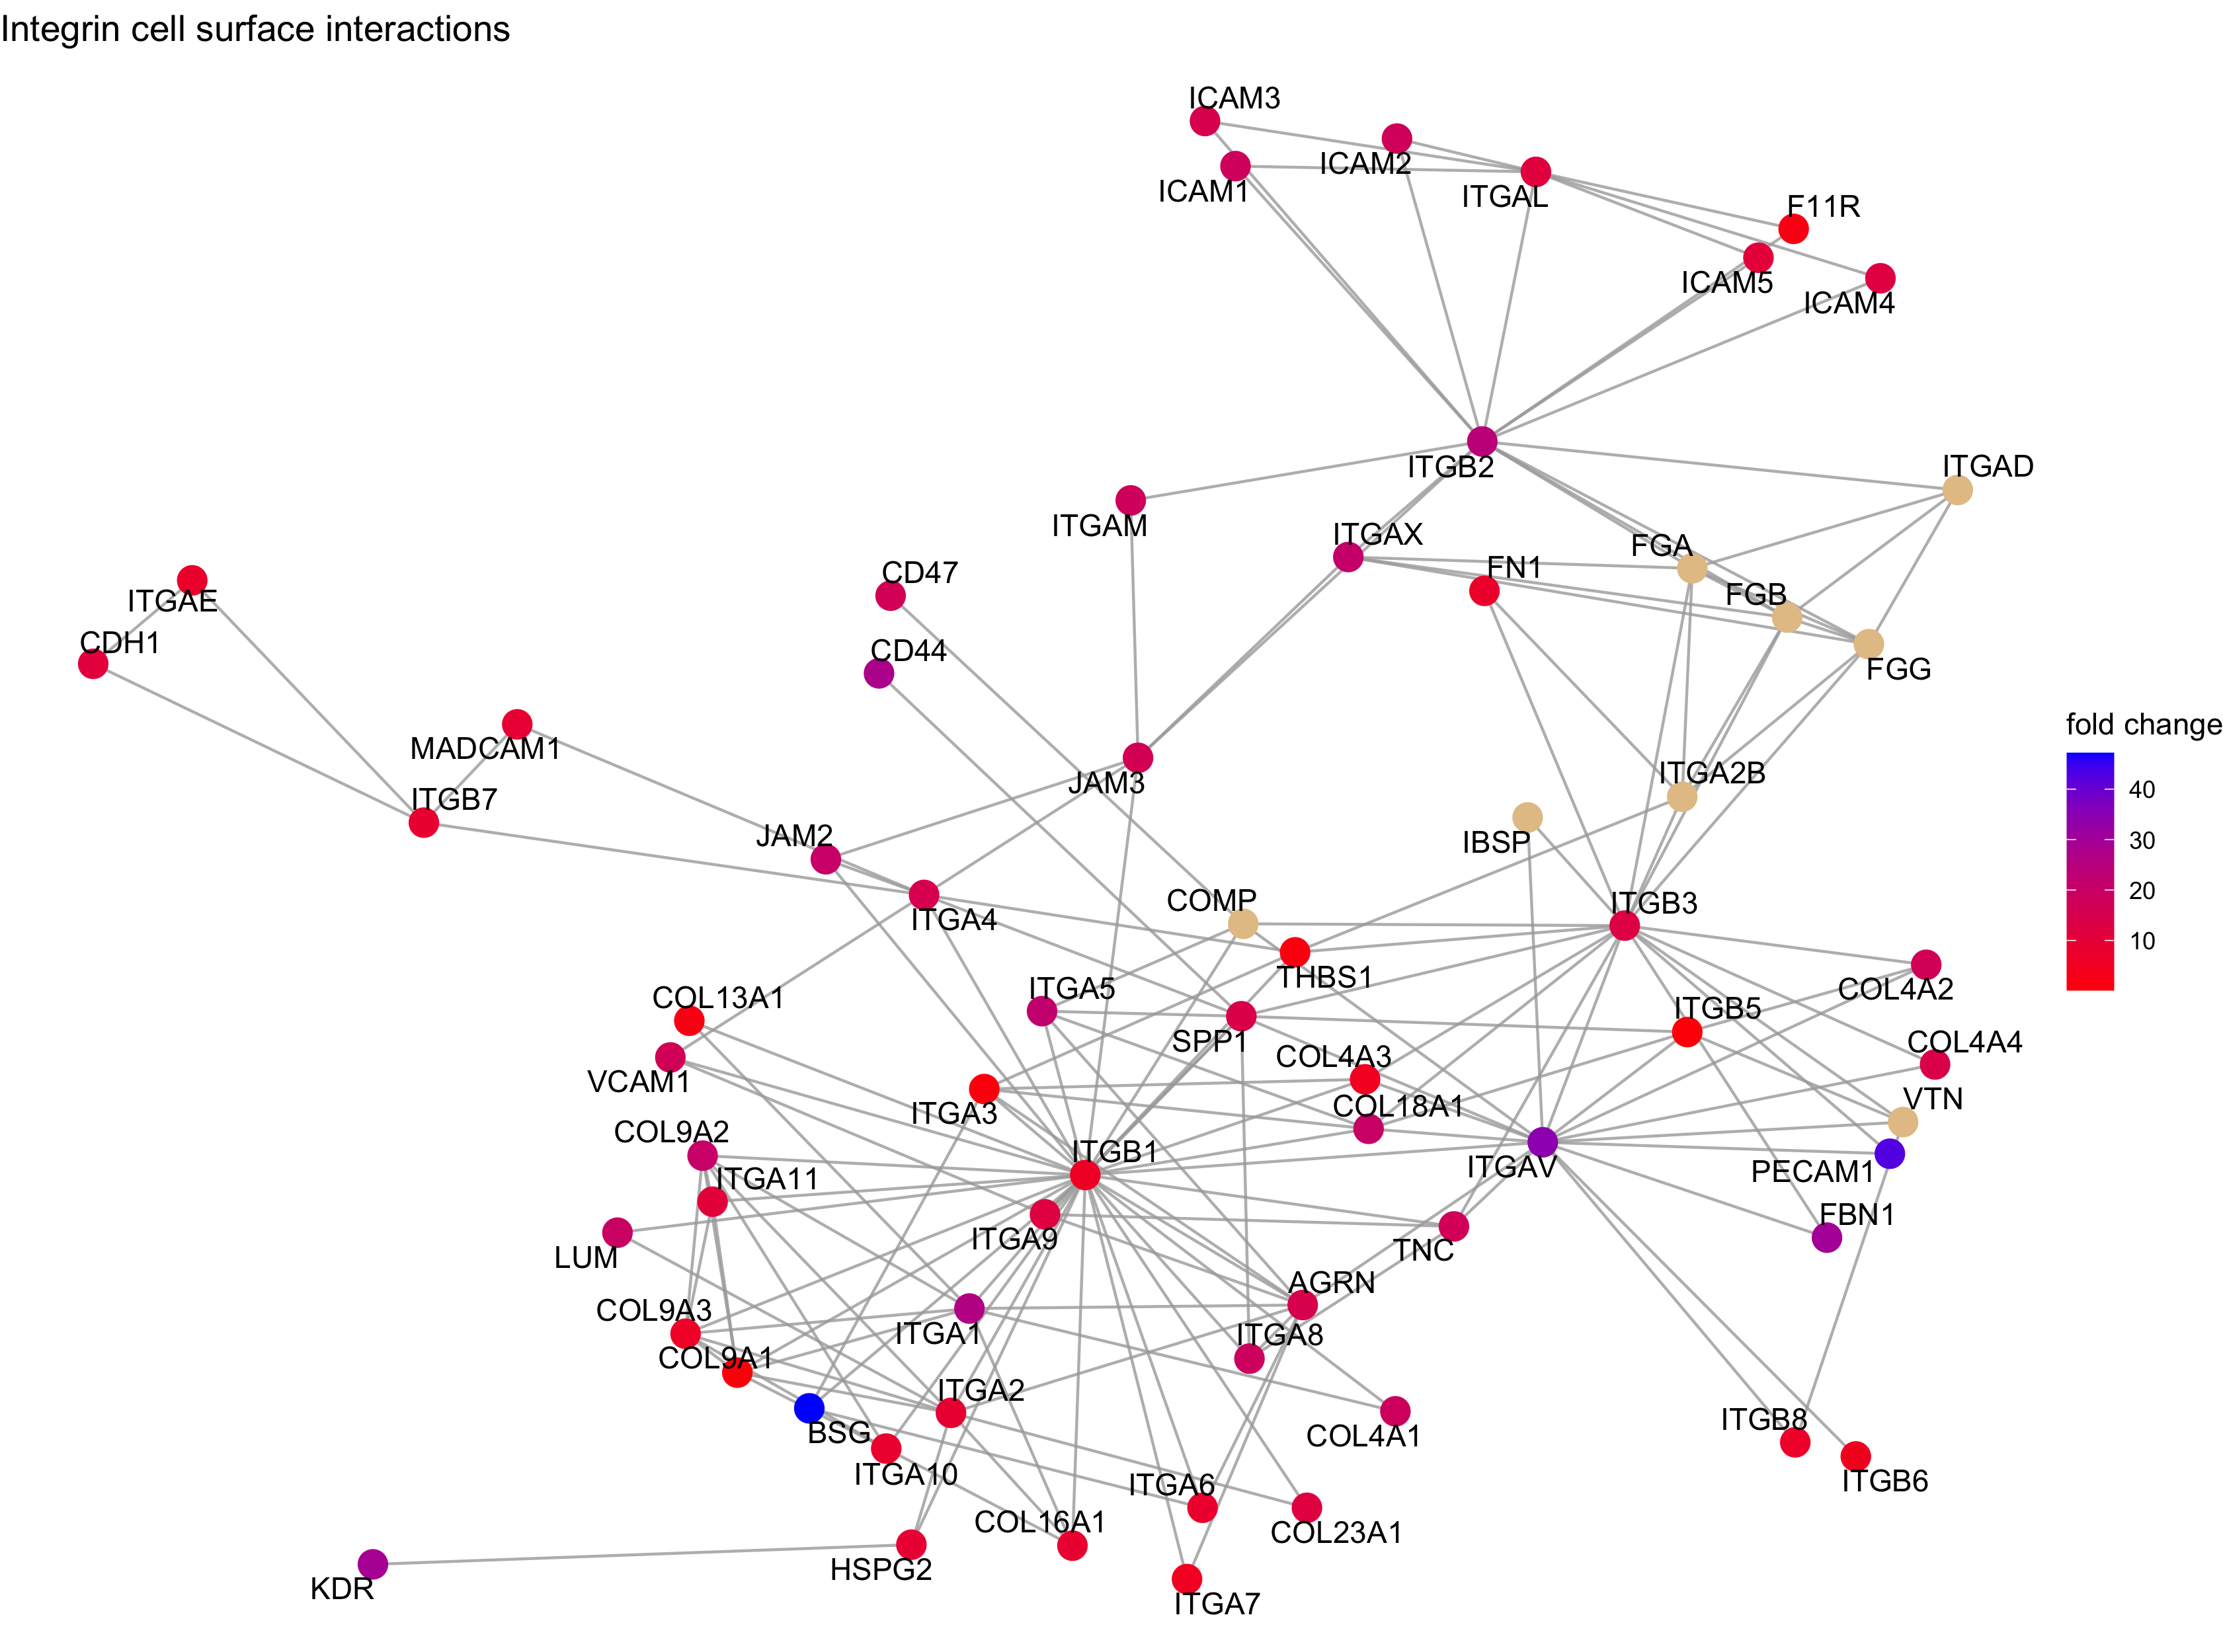 Integrin cell surface interactions
ICAM3
ICAM2
ICAM1
ITGAL
F11R
ICAM5
ICAM4
ITGB2
ITGAD
ITGAM
ITGAX
FGA
FN1
CD47
FGB
ITGAE
CDH1
CD44
FGG
fold change
MADCAM1
ITGA2B
JAM3
40
ITGB7
JAM2
IBSP
30
20
10
COMP
ITGB3
ITGA4
THBS1
ITGA5
COL4A2
COL13A1
ITGB5
SPP1
COL4A3
COL4A4
VCAM1
ITGA3
COL18A1
VTN
COL9A2
ITGB1
ITGAV
PECAM1
ITGA11
FBN1
ITGA9
TNC
LUM
AGRN
COL9A3
ITGA1
ITGA8
COL9A1
ITGA2
BSG
COL4A1
ITGB8
ITGA10
ITGA6
ITGB6
COL16A1
COL23A1
HSPG2
KDR
ITGA7